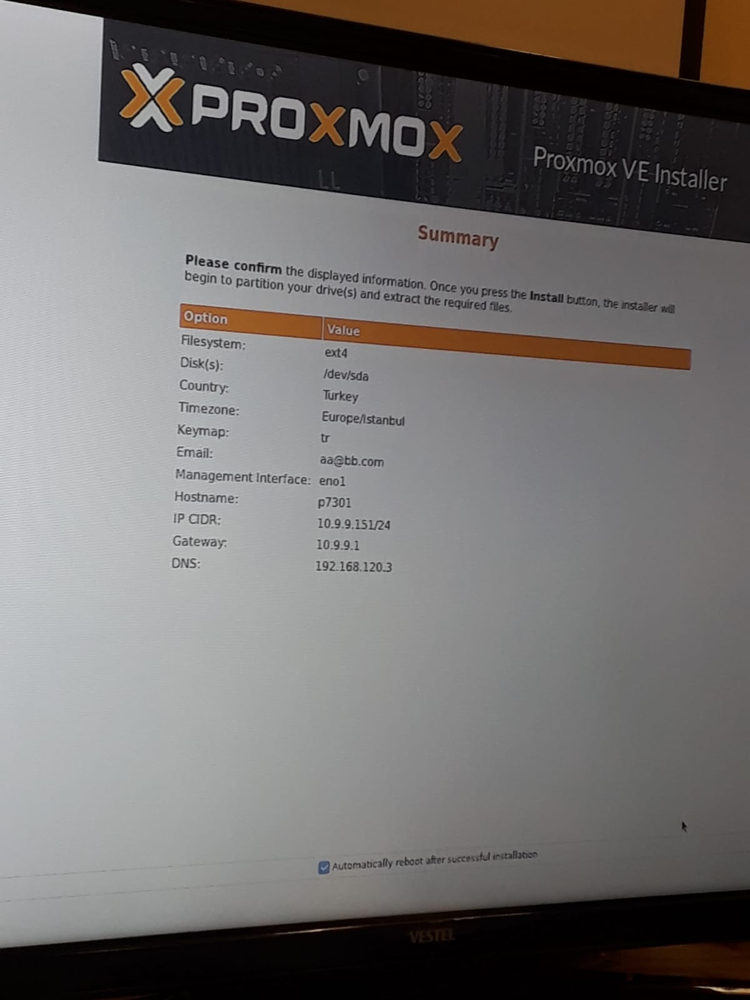 PROXMOX
Proxmox VE Installer
Summary
Please confirm the displayed information. Once you press the Install button, the installer will
begin to partition your drive(s) and extract the required files.
Option Value
Filesystem: ext4
Disk(s): /dev/sda
Country: Turkey
Timezone: Europe/Istanbul
Keymap: tr
Email: aa@bb.com
Management Interface: eno1
Hostname: p7301
IP CIDR: 10.9.9.151/24
Gateway: 10.9.9.1
DNS: 192.168.120.3
Automatically reboot after successful installation
VESTEL